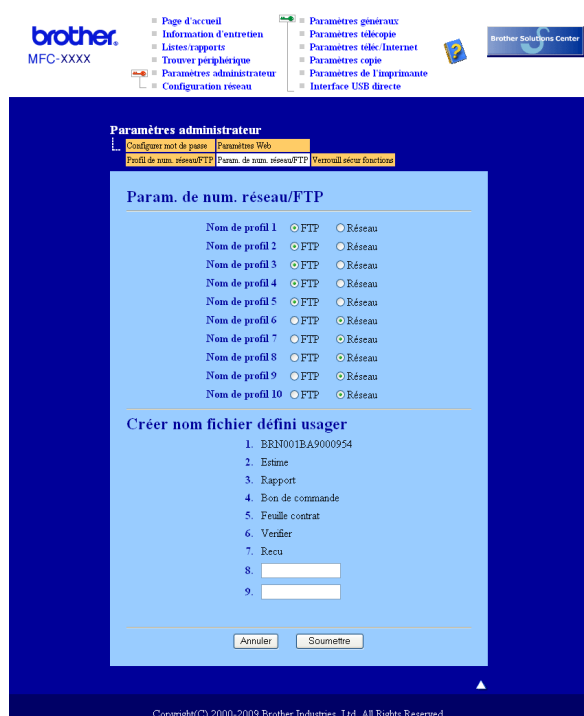 brother.
MFC-XXXX
Page d'accueil
Information d'entretien
Listes/rapports
Trouver périphérique
Paramètres administrateur
Configuration réseau
Paramètres généraux
Paramètres télécopie
Paramètres téléc/Internet
Paramètres copie
Paramètres de l'imprimante
Interface USB directe
Brother Solutions Center
Paramètres administrateur
Configurer mot de passe Paramètres Web
Profil de num. réseau/FTP Param. de num. réseau/FTP Verrouill sécur fonctions
Param. de num. réseau/FTP
Nom de profil 1 FTP Réseau
Nom de profil 2 FTP Réseau
Nom de profil 3 FTP Réseau
Nom de profil 4 FTP Réseau
Nom de profil 5 FTP Réseau
Nom de profil 6 FTP Réseau
Nom de profil 7 FTP Réseau
Nom de profil 8 FTP Réseau
Nom de profil 9 FTP Réseau
Nom de profil 10 FTP Réseau
Créer nom fichier défini usager
1. BRN001BA9000954
2. Estime
3. Rapport
4. Bon de commande
5. Feuille contrat
6. Verifier
7. Recu
8.
9.
Annuler Soumettre
Copyright(C) 2000-2009 Brother Industries, Ltd. All Rights Reserved.